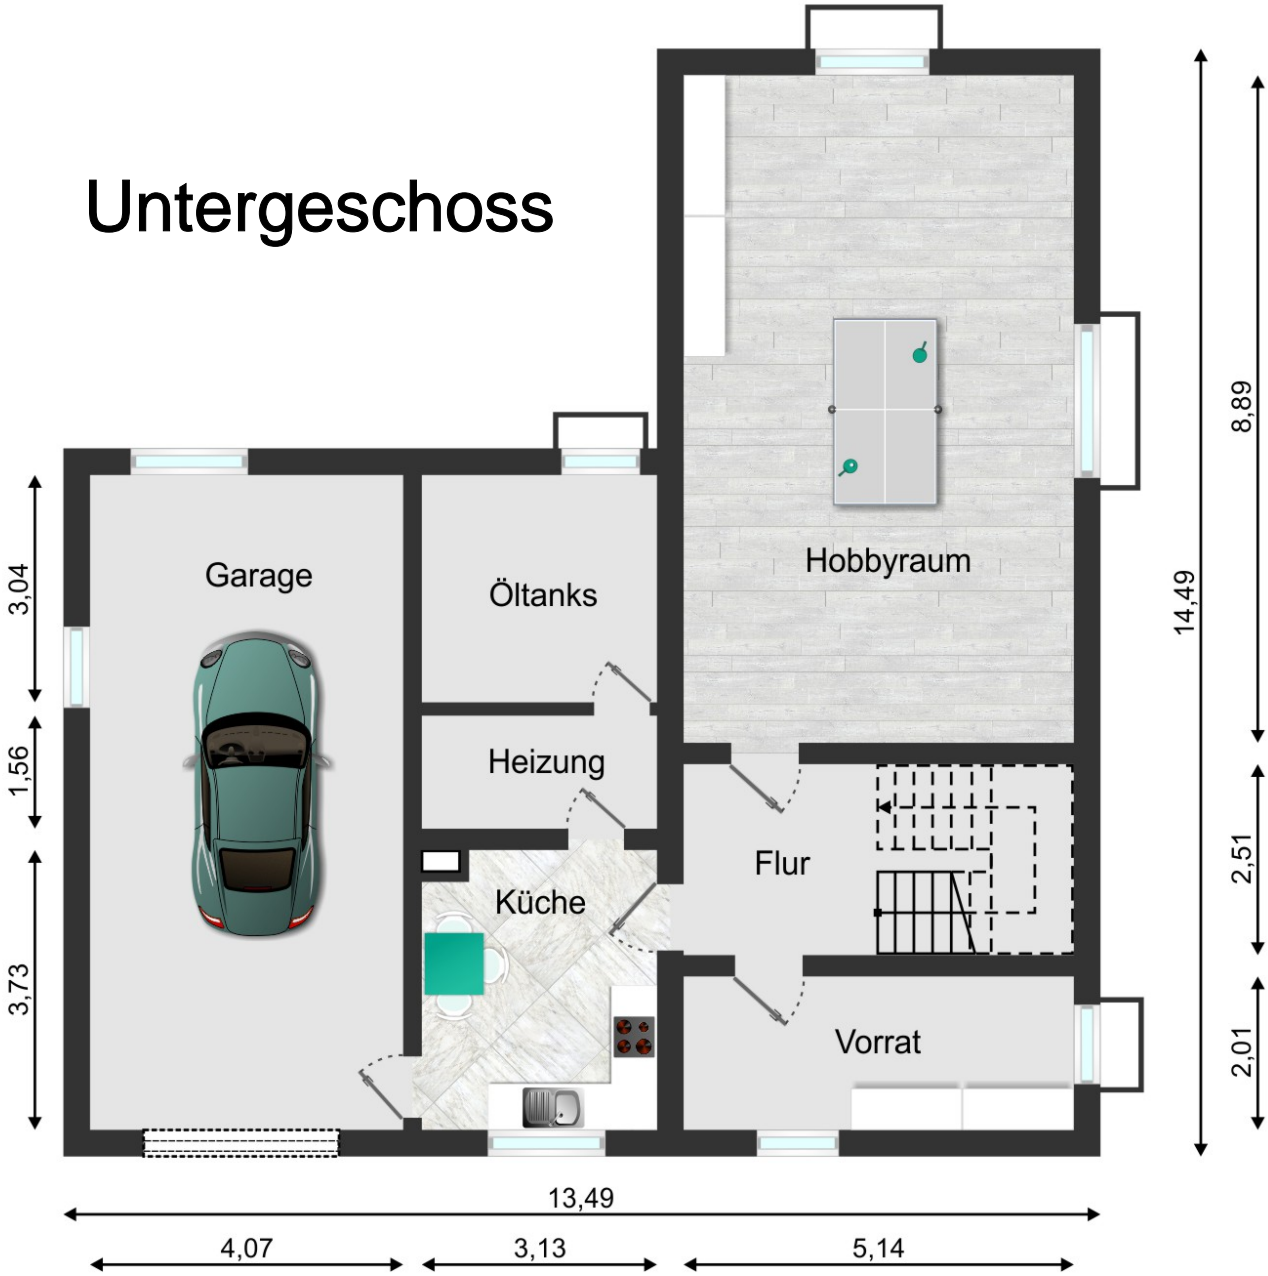 Untergeschoss
8,89
Garage
Öltanks
Hobbyraum
3,04
14,49
Heizung
1,56
Flur
2,51
Küche
3,73
Vorrat
2,01
13,49
4,07
3,13
5,14